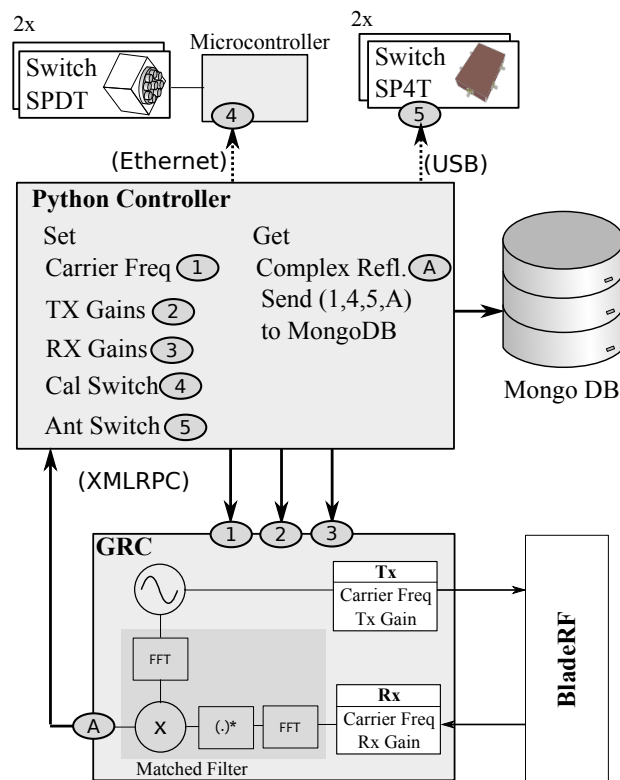 2x
Switch
SPDT
Microcontroller
4
2x
Switch
SP4T
5
(Ethernet)
(USB)
Python Controller
Set
Carrier Freq 1
TX Gains 2
RX Gains 3
Cal Switch 4
Ant Switch 5
Get
Complex Refl. A
Send (1,4,5,A)
to MongoDB
Mongo DB
(XMLRPC)
1 2 3
GRC
Tx
Carrier Freq
Tx Gain
FFT
A
X
(.)*
FFT
Rx
Carrier Freq
Rx Gain
Matched Filter
BladeRF